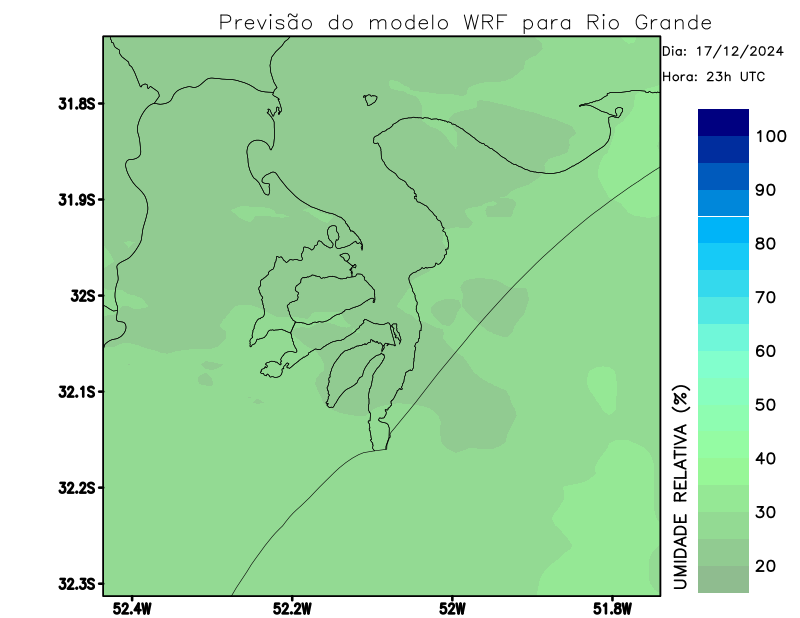 Previsão do modelo WRF para Rio Grande
Dia: 17/12/2024
Hora: 23h UTC
31.8S
31.9S
32S
32.1S
32.2S
32.3S
52.4W
52.2W
52W
51.8W
UMIDADE RELATIVA (%)
100
90
80
70
60
50
40
30
20